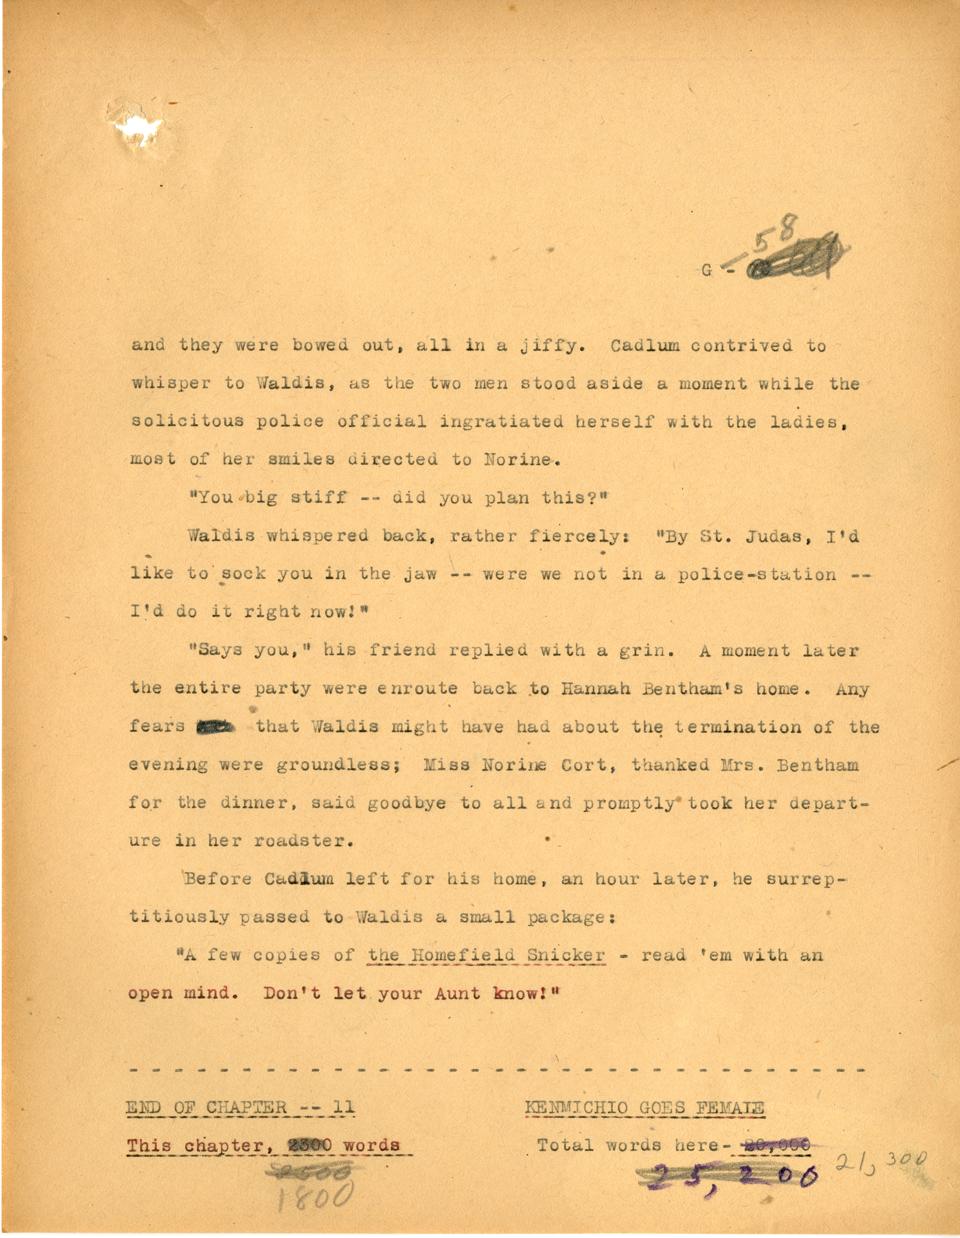 58
G -
and they were bowed out, all in a jiffy. Cadlum contrived to
whisper to Waldis, as the two men stood aside a moment while the
solicitous police official ingratiated herself with the ladies,
most of her smiles directed to Norine.
"You big stiff -- did you plan this?"
Waldis whispered back, rather fiercely: "By St. Judas, I'd
like to sock you in the jaw -- were we not in a police-station --
I'd do it right now!"
"Says you," his friend replied with a grin. A moment later
the entire party were enroute back to Hannah Bentham's home. Any
fears that Waldis might have had about the termination of the
evening were groundless; Miss Norine Cort, thanked Mrs. Bentham
for the dinner, said goodbye to all and promptly took her depart-
ure in her roadster.
Before Cadlum left for his home, an hour later, he surrep-
titiously passed to Waldis a small package:
"A few copies of the Homefield Snicker - read 'em with an
open mind. Don't let your Aunt know!"
- - - - - - - - - - - - - - - - - - - - - - - - - - - - - - - -
END OF CHAPTER -- 11 KENMICHIO GOES FEMALE
This chapter, 2300 words Total words here- 20,000
1800 25,200 21,300